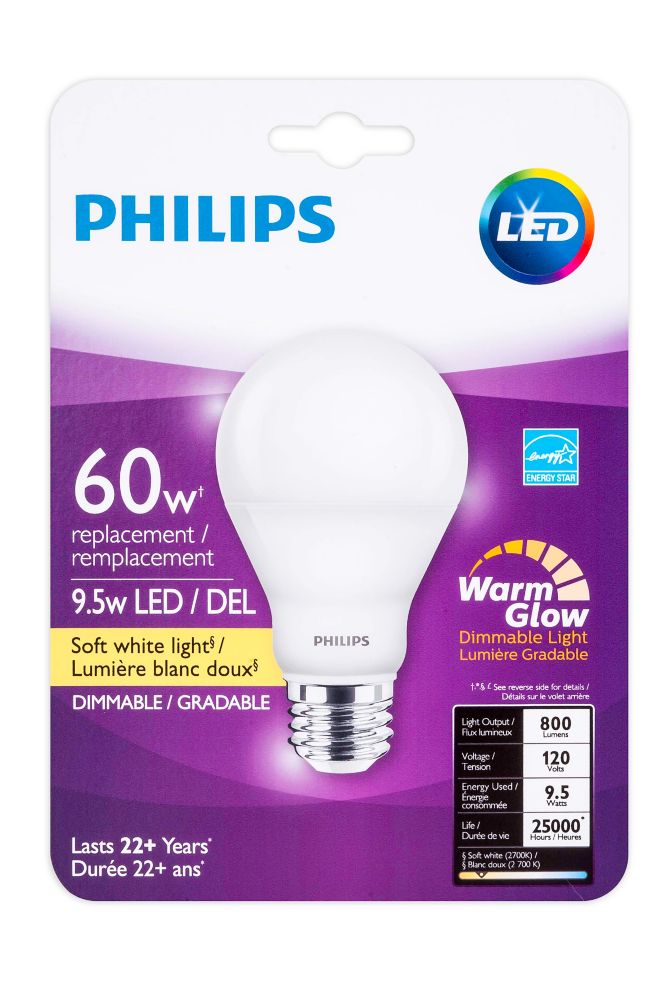 PHILIPS
LED
60w†
replacement /
remplacement
9.5w LED / DEL
Soft white light§ /
Lumière blanc doux§
DIMMABLE / GRADABLE
Lasts 22+ Years*
Durée 22+ ans*
PHILIPS
energy
ENERGY STAR
Warm
Glow
Dimmable Light
Lumière Gradable
†,*§ £ See reverse side for details /
Détails sur le volet arrière
Light Output /
Flux lumineux
800
Lumens
Voltage /
Tension
120
Volts
Energy Used /
Énergie
consommée
9.5
Watts
Life /
Durée de vie
25000*
Hours / Heures
§ Soft white (2700K) /
§ Blanc doux (2 700 K)